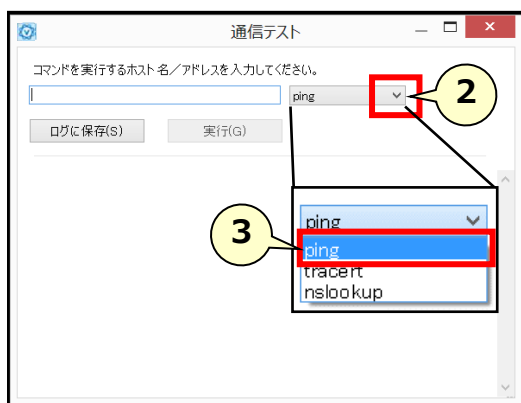 通信テスト
コマンドを実行するホスト名／アドレスを入力してください。
ping
2
ログに保存(S)
実行(G)
3
ping
ping
tracert
nslookup